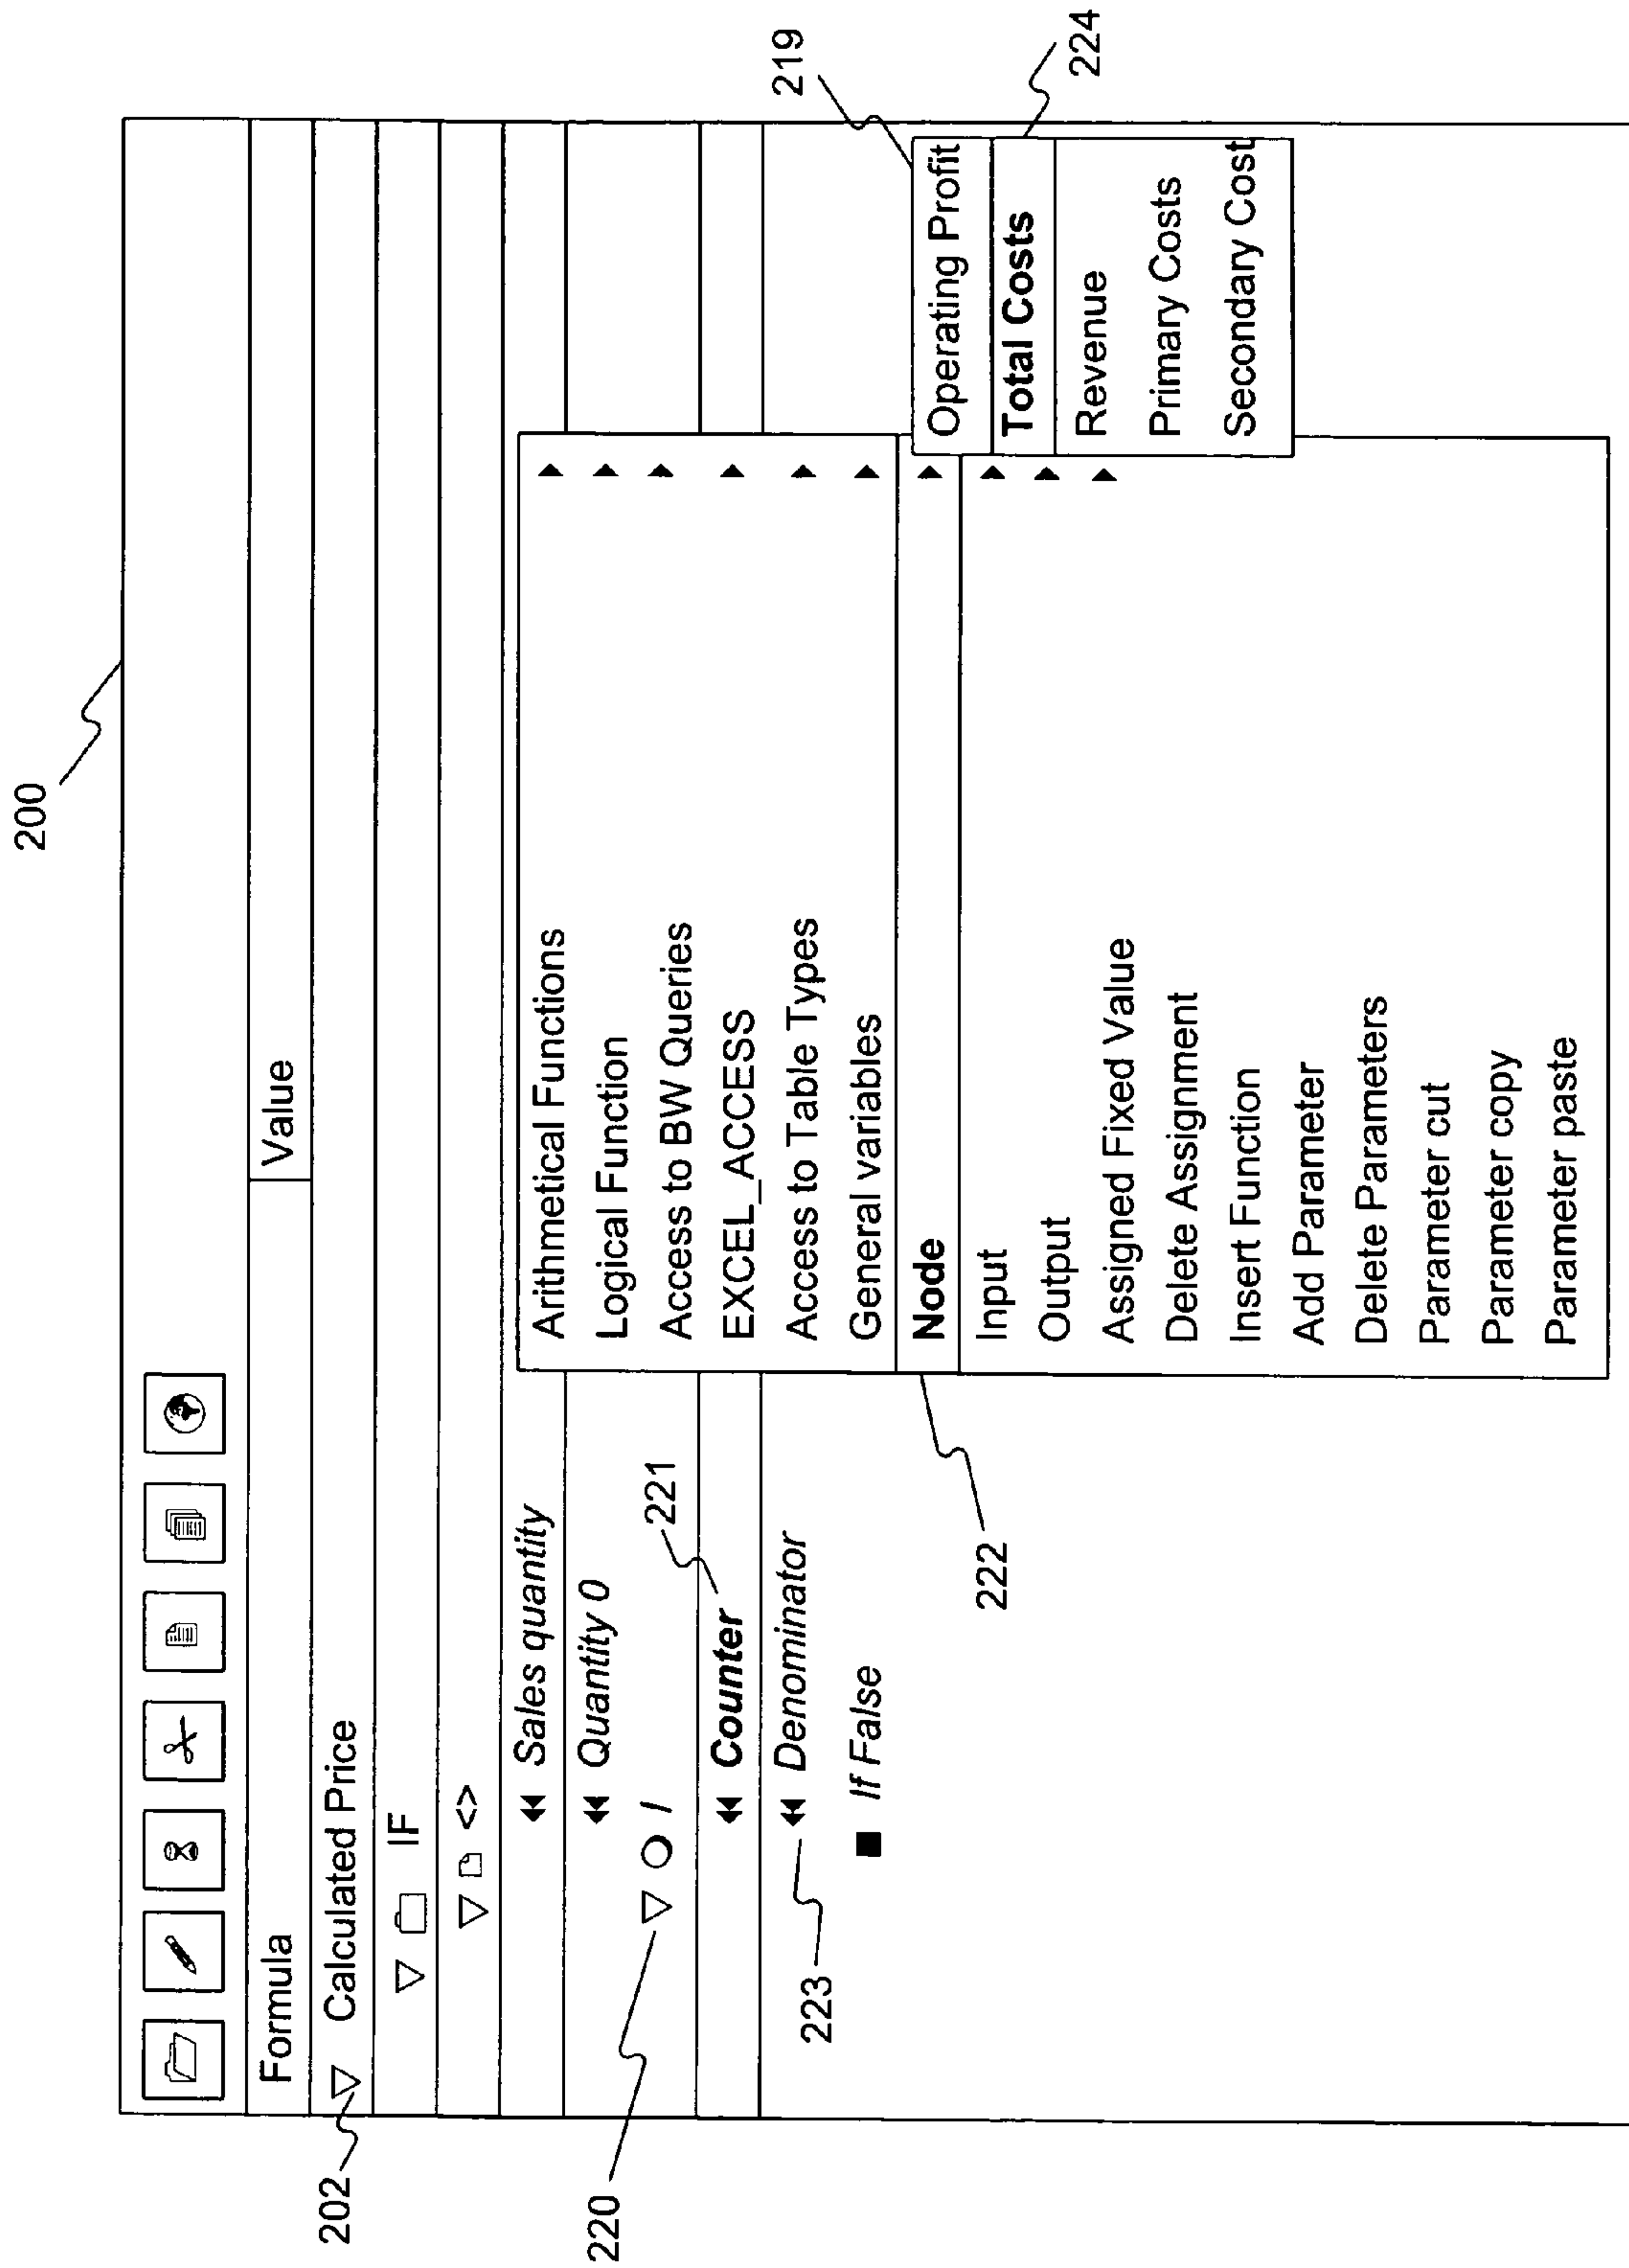 200
Formula Value
202 Calculated Price
IF
<>
Sales quantity
Quantity 0
220 /
221
Counter
223 Denominator
If False
Arithmetical Functions
Logical Function
Access to BW Queries
EXCEL_ACCESS
Access to Table Types
General variables
222 Node
Input
Output
Assigned Fixed Value
Delete Assignment
Insert Function
Add Parameter
Delete Parameters
Parameter cut
Parameter copy
Parameter paste
219
Operating Profit
224
Total Costs
Revenue
Primary Costs
Secondary Cost